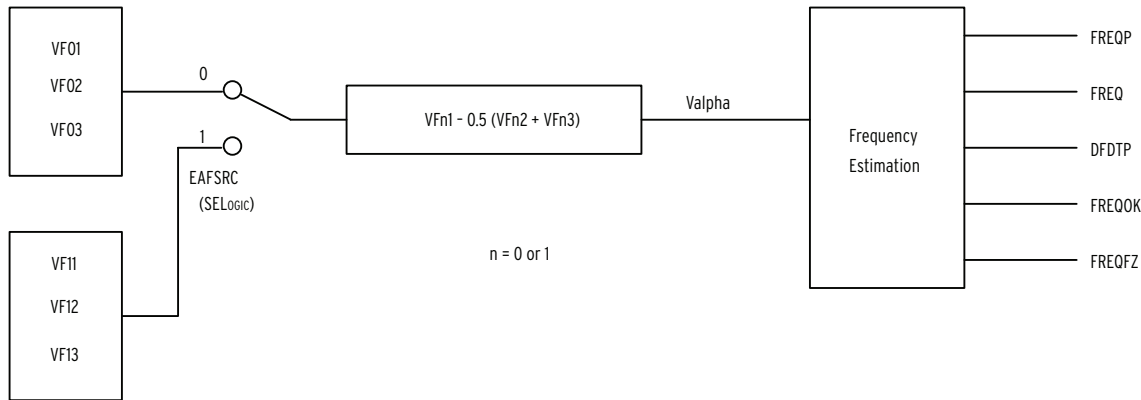 VF01
VF02
VF03
0
1
EAFSRC
(SELOGIC)
VF11
VF12
VF13
VFn1 - 0.5 (VFn2 + VFn3)
n = 0 or 1
Valpha
Frequency
Estimation
FREQP
FREQ
DFDTP
FREQOK
FREQFZ